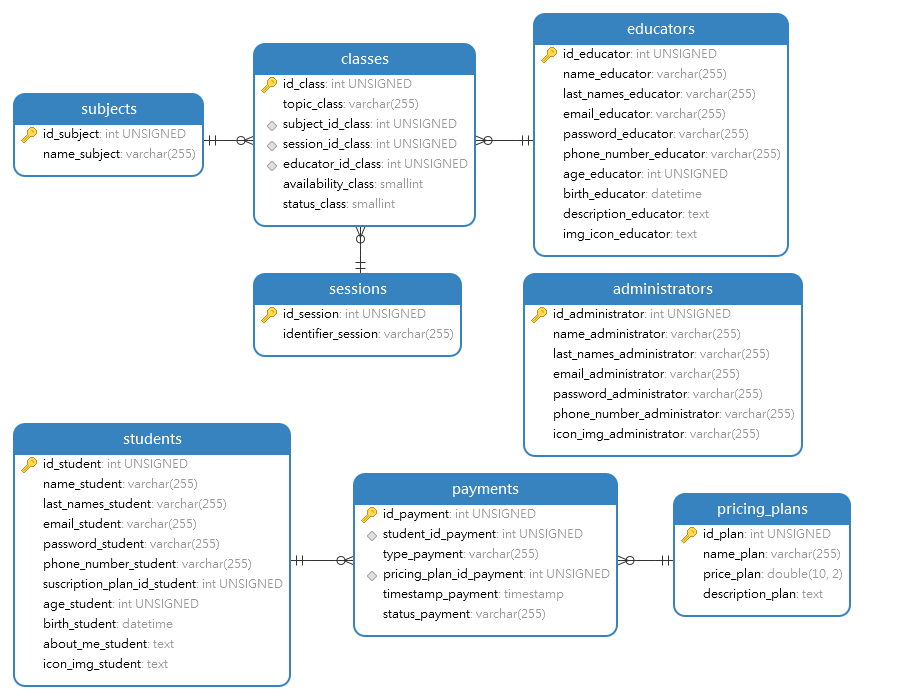 subjects
id_subject: int UNSIGNED
name_subject: varchar(255)
classes
id_class: int UNSIGNED
topic_class: varchar(255)
subject_id_class: int UNSIGNED
session_id_class: int UNSIGNED
educator_id_class: int UNSIGNED
availability_class: smallint
status_class: smallint
educators
id_educator: int UNSIGNED
name_educator: varchar(255)
last_names_educator: varchar(255)
email_educator: varchar(255)
password_educator: varchar(255)
phone_number_educator: varchar(255)
age_educator: int UNSIGNED
birth_educator: datetime
description_educator: text
img_icon_educator: text
sessions
id_session: int UNSIGNED
identifier_session: varchar(255)
administrators
id_administrator: int UNSIGNED
name_administrator: varchar(255)
last_names_administrator: varchar(255)
email_administrator: varchar(255)
password_administrator: varchar(255)
phone_number_administrator: varchar(255)
icon_img_administrator: varchar(255)
students
id_student: int UNSIGNED
name_student: varchar(255)
last_names_student: varchar(255)
email_student: varchar(255)
password_student: varchar(255)
phone_number_student: varchar(255)
suscription_plan_id_student: int UNSIGNED
age_student: int UNSIGNED
birth_student: datetime
about_me_student: text
icon_img_student: text
payments
id_payment: int UNSIGNED
student_id_payment: int UNSIGNED
type_payment: varchar(255)
pricing_plan_id_payment: int UNSIGNED
timestamp_payment: timestamp
status_payment: varchar(255)
pricing_plans
id_plan: int UNSIGNED
name_plan: varchar(255)
price_plan: double(10, 2)
description_plan: text